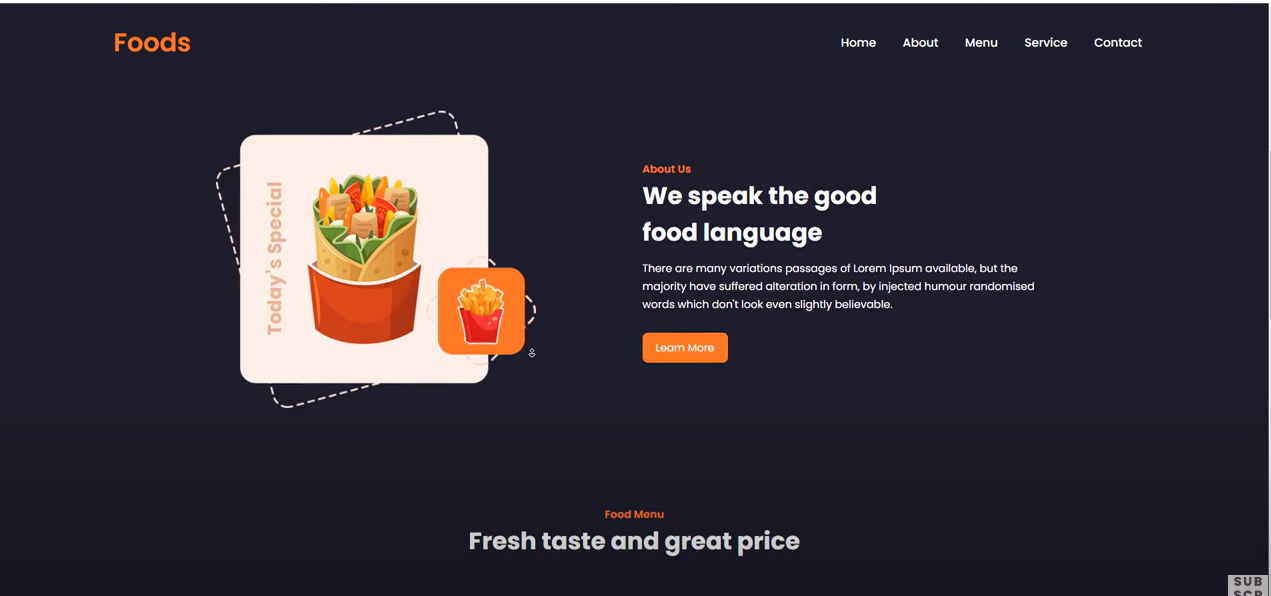 Foods
Home About Menu Service Contact
Today's Special
About Us
We speak the good
food language
There are many variations passages of Lorem Ipsum available, but the
majority have suffered alteration in form, by injected humour randomised
words which don't look even slightly believable.
Learn More
Food Menu
Fresh taste and great price
SUB
SCR